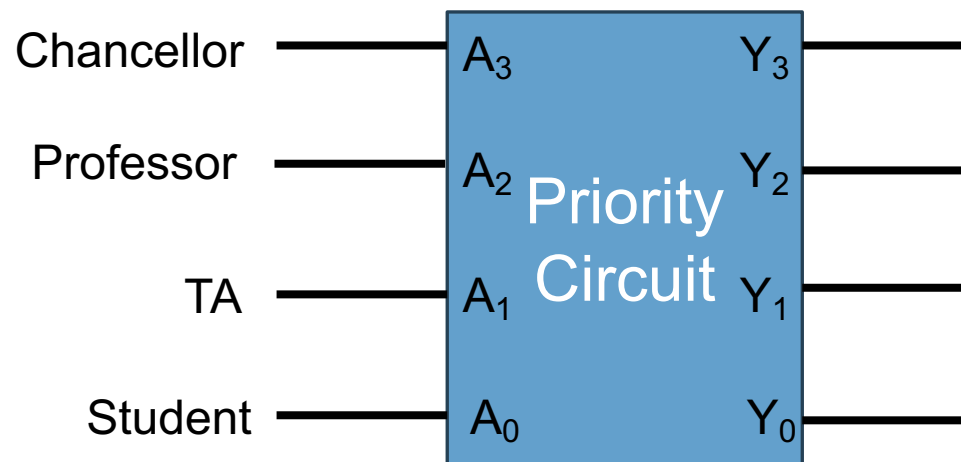 Chancellor A₃ Y₃
Professor A₂ Y₂
Priority
Circuit
TA A₁ Y₁
Student A₀ Y₀